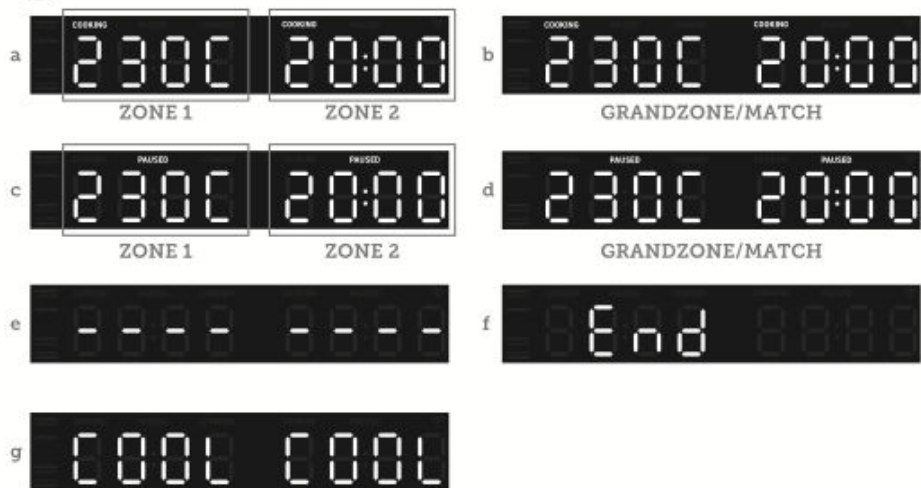 COOKING COOKING
a 230C 20:00
ZONE 1 ZONE 2
COOKING COOKING
b 230C 20:00
GRANDZONE/MATCH
PAUSED PAUSED
c 230C 20:00
ZONE 1 ZONE 2
PAUSED PAUSED
d 230C 20:00
GRANDZONE/MATCH
e - - - - - - - -
f End
g COOL COOL